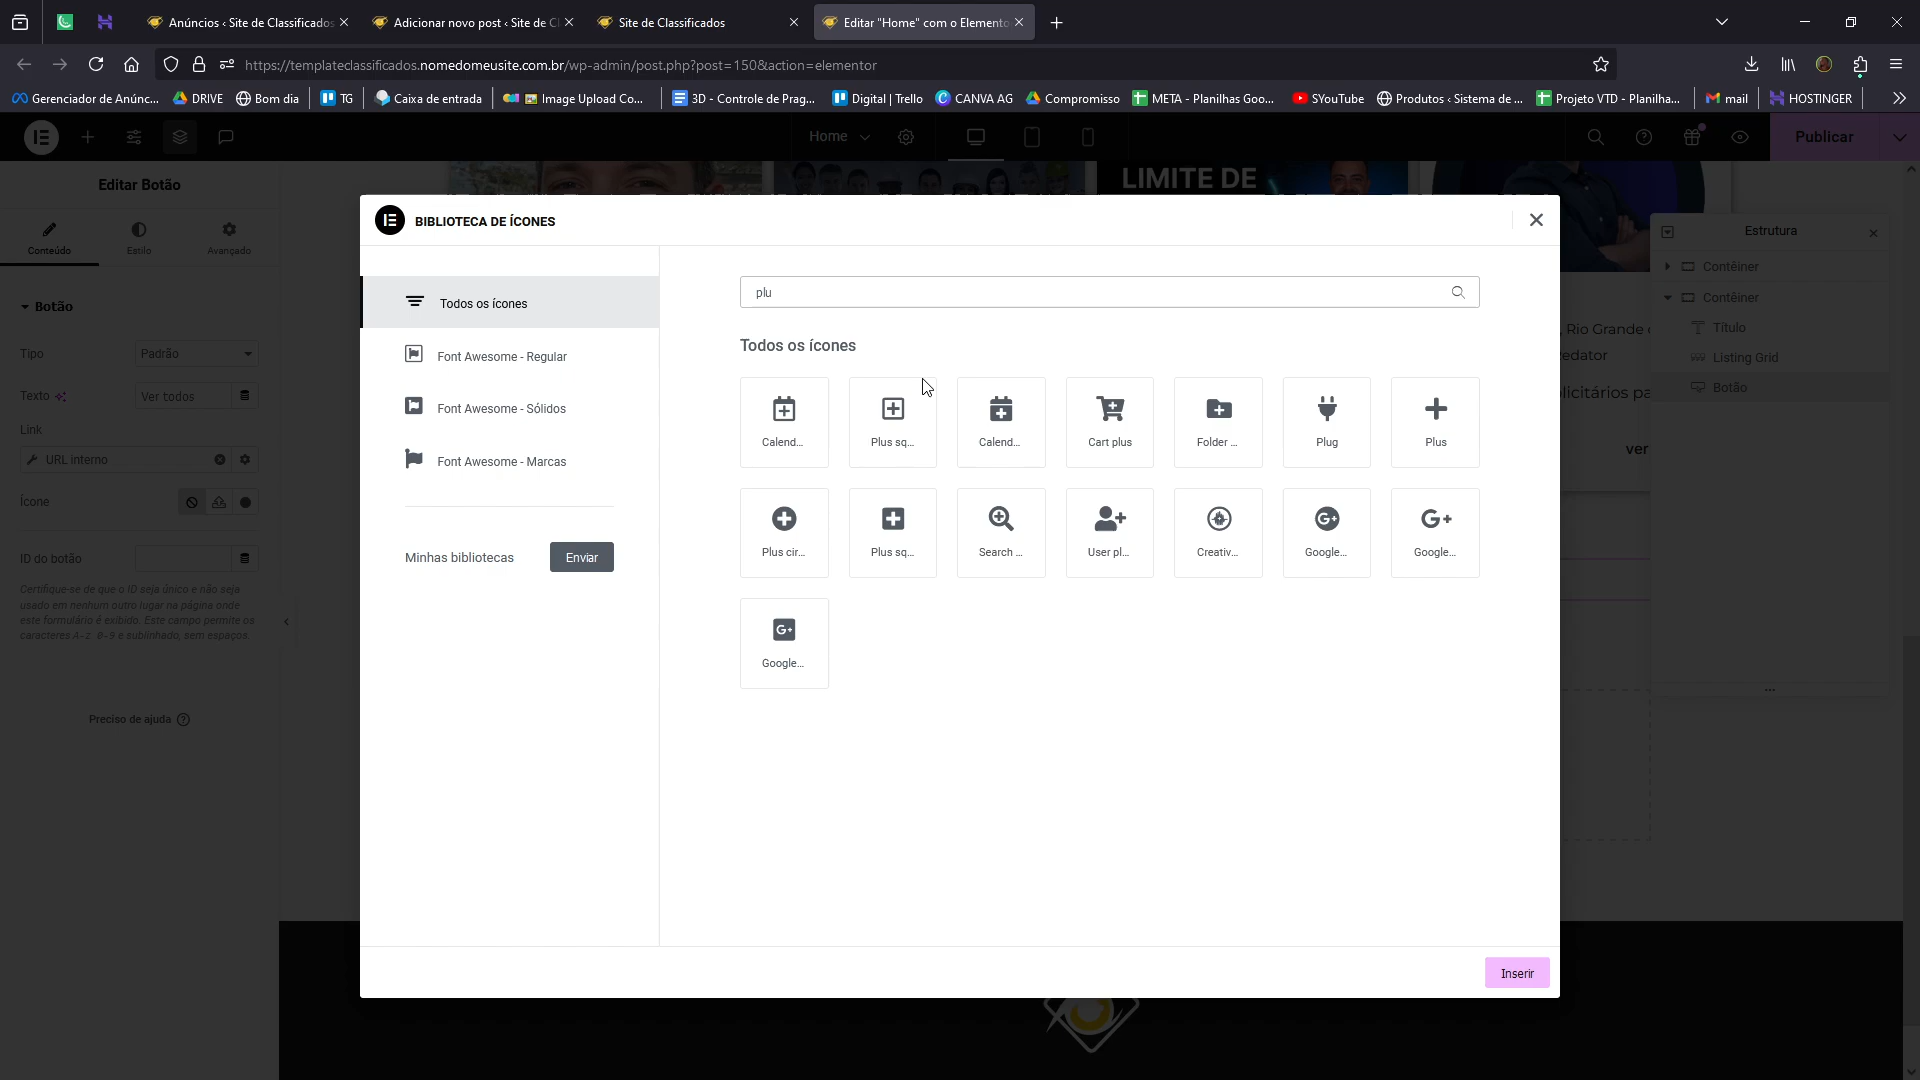 Anúncios ‹ Site de Classificados
Adicionar novo post ‹ Site de Cl
Site de Classificados
Editar "Home" com o Elemento
https://templateclassificados.nomedomeusite.com.br/wp-admin/post.php?post=150&action=elementor
Gerenciador de Anúnc...
DRIVE
Bom dia
TG
Caixa de entrada
Image Upload Co...
3D - Controle de Prag...
Digital | Trello
CANVA AG
Compromisso
META - Planilhas Goo...
SYouTube
Produtos ‹ Sistema de ...
Projeto VTD - Planilha...
mail
HOSTINGER
Home
Publicar
Editar Botão
Conteúdo
Estilo
Avançado
Botão
Tipo
Padrão
Texto
Ver todos
Link
URL interno
Ícone
ID do botão
Certifique-se de que o ID seja único e não seja
usado em nenhum outro lugar na página onde
este formulário é exibido. Este campo permite os
caracteres A-z 0-9 e sublinhado, sem espaços.
Preciso de ajuda
LIMITE DE
BIBLIOTECA DE ÍCONES
Todos os ícones
Font Awesome - Regular
Font Awesome - Sólidos
Font Awesome - Marcas
Minhas bibliotecas
Enviar
plu
Todos os ícones
Calend...
Plus sq...
Calend...
Cart plus
Folder ...
Plug
Plus
Plus cir...
Plus sq...
Search ...
User pl...
Creativ...
Google...
Google...
Google...
Inserir
Estrutura
Contêiner
Contêiner
Título
Listing Grid
Botão
, Rio Grande
redator
licitários pa
ver